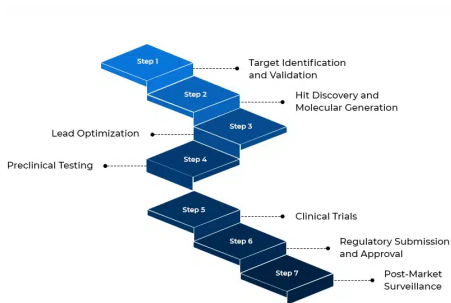 Step 1
Target Identification
and Validation
Step 2
Hit Discovery and
Molecular Generation
Step 3
Lead Optimization
Step 4
Preclinical Testing
Step 5
Clinical Trials
Step 6
Regulatory Submission
and Approval
Step 7
Post-Market
Surveillance